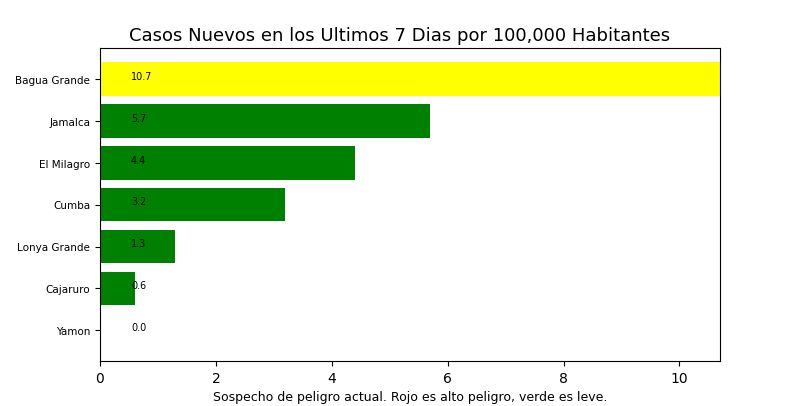 Casos Nuevos en los Ultimos 7 Dias por 100,000 Habitantes
Bagua Grande 10.7
Jamalca 5.7
El Milagro 4.4
Cumba 3.2
Lonya Grande 1.3
Cajaruro 0.6
Yamon 0.0
0 2 4 6 8 10
Sospecho de peligro actual. Rojo es alto peligro, verde es leve.